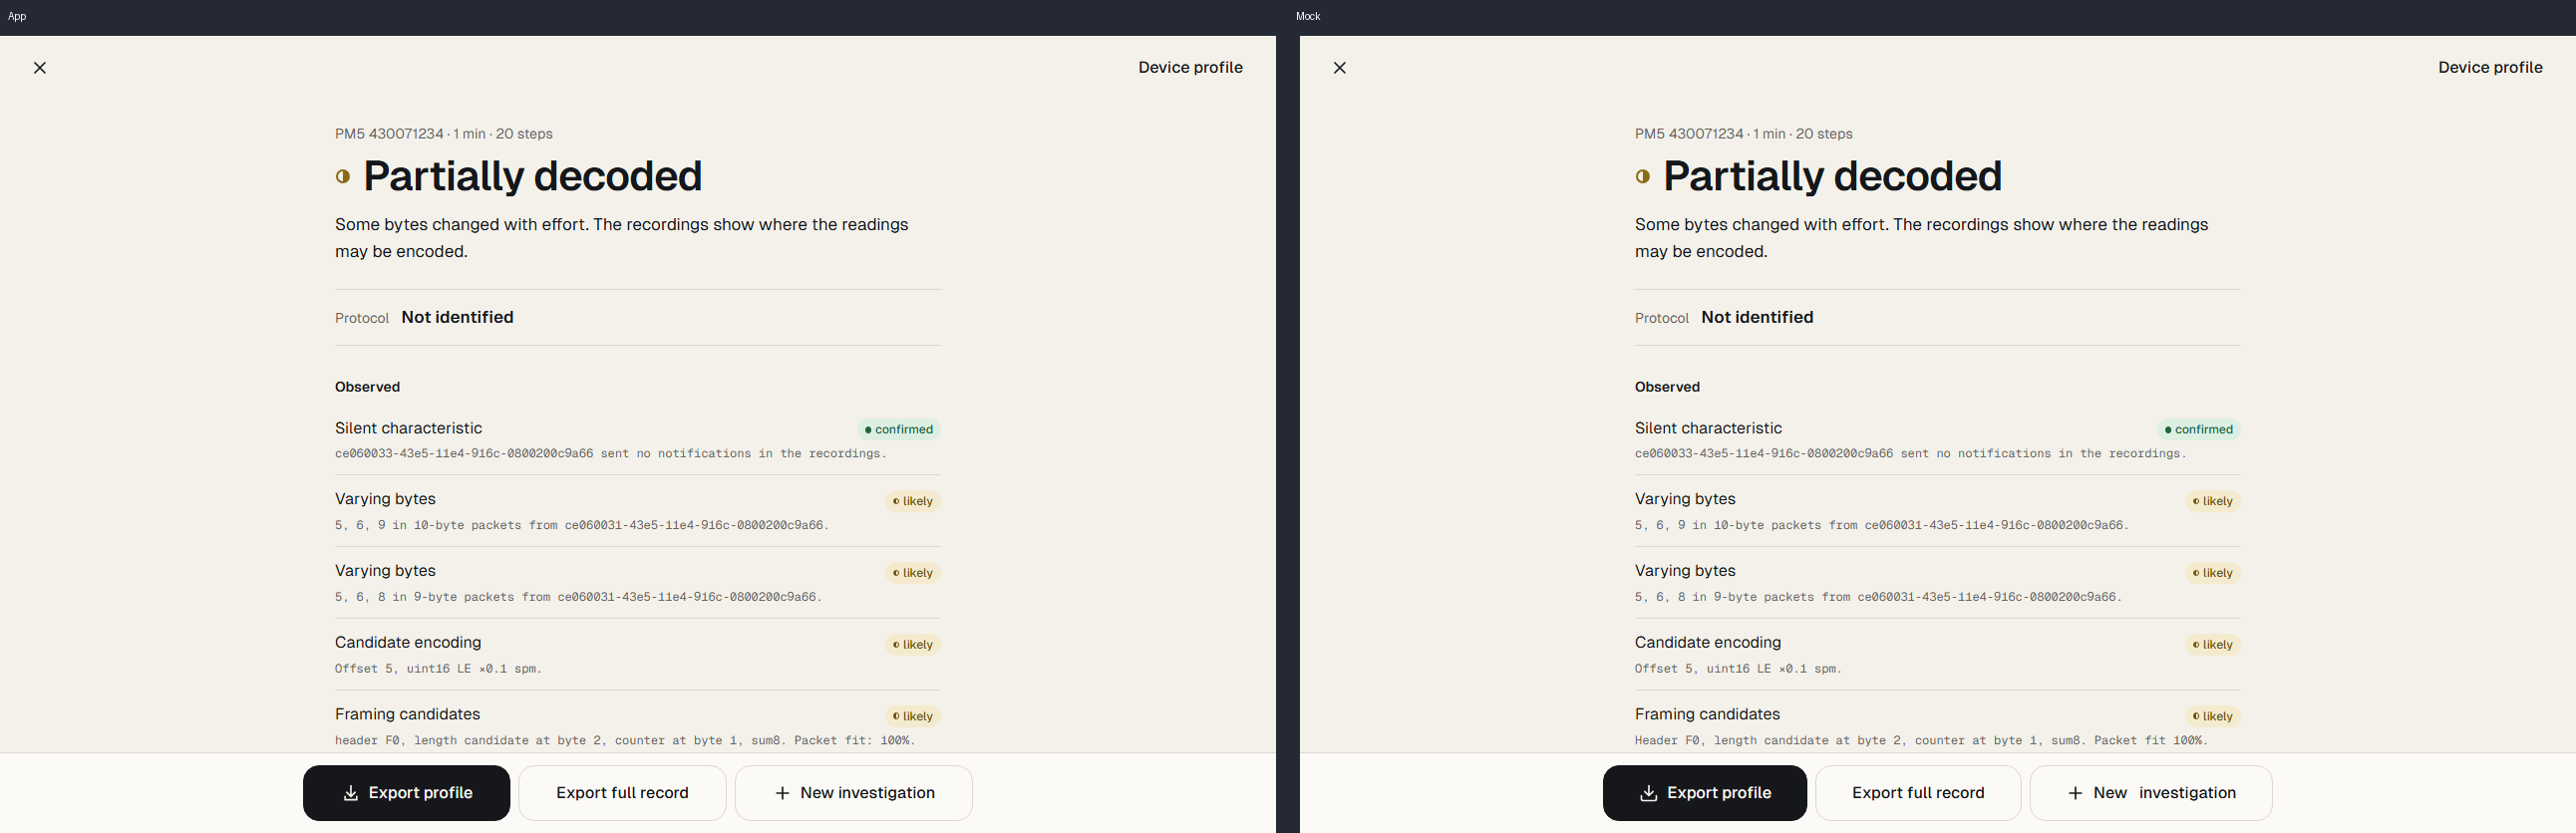 App
Device profile
PM5 430071234 · 1 min · 20 steps
Partially decoded
Some bytes changed with effort. The recordings show where the readings
may be encoded.
Protocol Not identified
Observed
Silent characteristic confirmed
ce060033-43e5-11e4-916c-0800200c9a66 sent no notifications in the recordings.
Varying bytes likely
5, 6, 9 in 10-byte packets from ce060031-43e5-11e4-916c-0800200c9a66.
Varying bytes likely
5, 6, 8 in 9-byte packets from ce060031-43e5-11e4-916c-0800200c9a66.
Candidate encoding likely
Offset 5, uint16 LE ×0.1 spm.
Framing candidates likely
header F0, length candidate at byte 2, counter at byte 1, sum8. Packet fit: 100%.
Export profile Export full record New investigation
Mock
Device profile
PM5 430071234 · 1 min · 20 steps
Partially decoded
Some bytes changed with effort. The recordings show where the readings
may be encoded.
Protocol Not identified
Observed
Silent characteristic confirmed
ce060033-43e5-11e4-916c-0800200c9a66 sent no notifications in the recordings.
Varying bytes likely
5, 6, 9 in 10-byte packets from ce060031-43e5-11e4-916c-0800200c9a66.
Varying bytes likely
5, 6, 8 in 9-byte packets from ce060031-43e5-11e4-916c-0800200c9a66.
Candidate encoding likely
Offset 5, uint16 LE ×0.1 spm.
Framing candidates likely
Header F0, length candidate at byte 2, counter at byte 1, sum8. Packet fit 100%.
Export profile Export full record New investigation